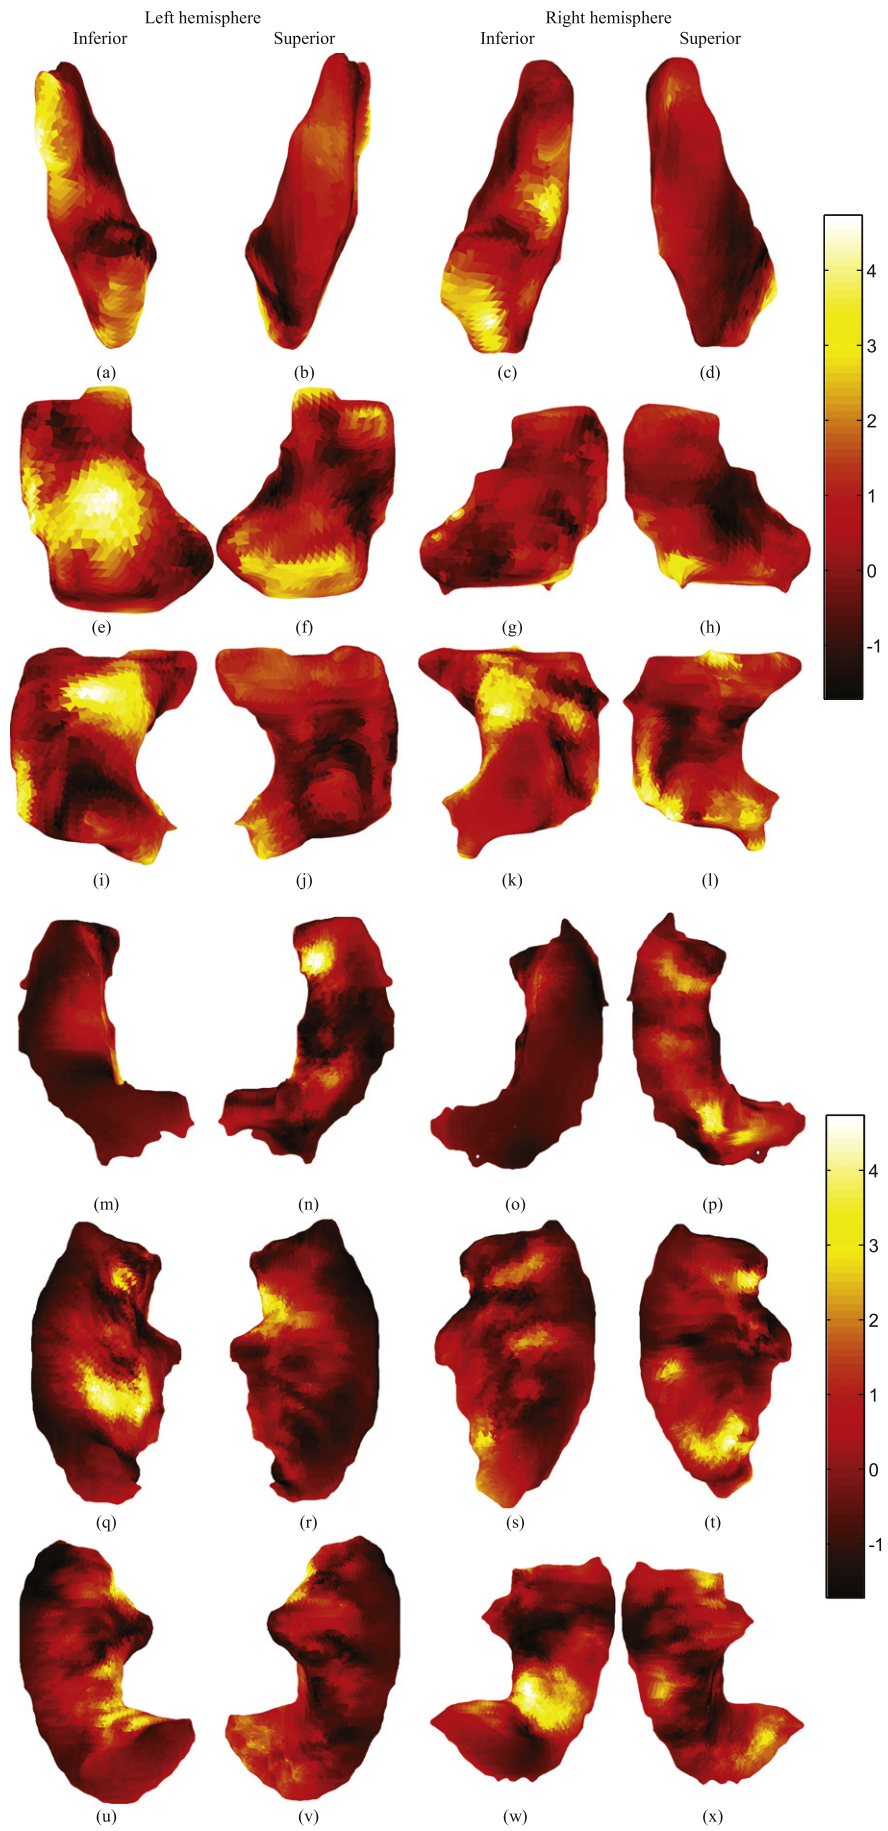 Left hemisphere Right hemisphere
Inferior Superior Inferior Superior
(a) (b) (c) (d)
4
3
2
1
0
-1
(e) (f) (g) (h)
(i) (j) (k) (l)
(m) (n) (o) (p)
4
3
2
1
0
-1
(q) (r) (s) (t)
(u) (v) (w) (x)